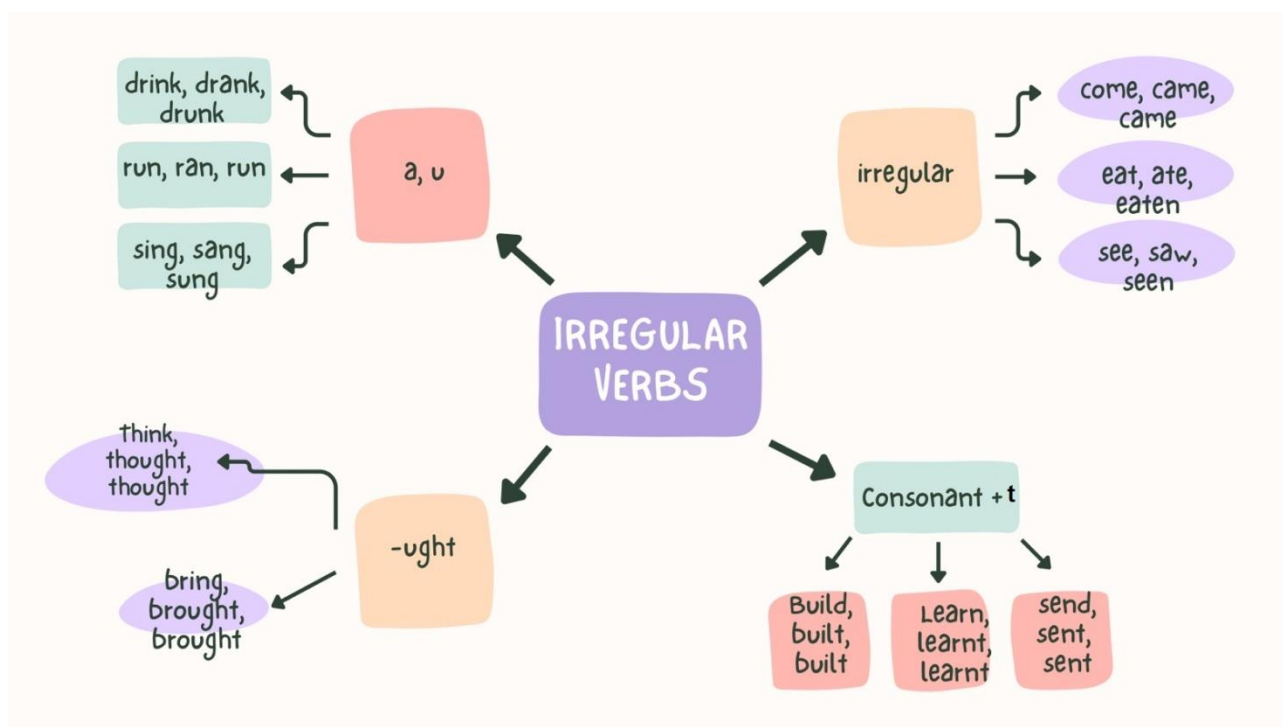 drink, drank,
drunk
run, ran, run
sing, sang,
sung
a, u
irregular
come, came,
came
eat, ate,
eaten
see, saw,
seen
IRREGULAR
VERBS
think,
thought,
thought
bring,
brought,
brought
-ught
Consonant + t
Build,
built,
built
Learn,
learnt,
learnt
send,
sent,
sent